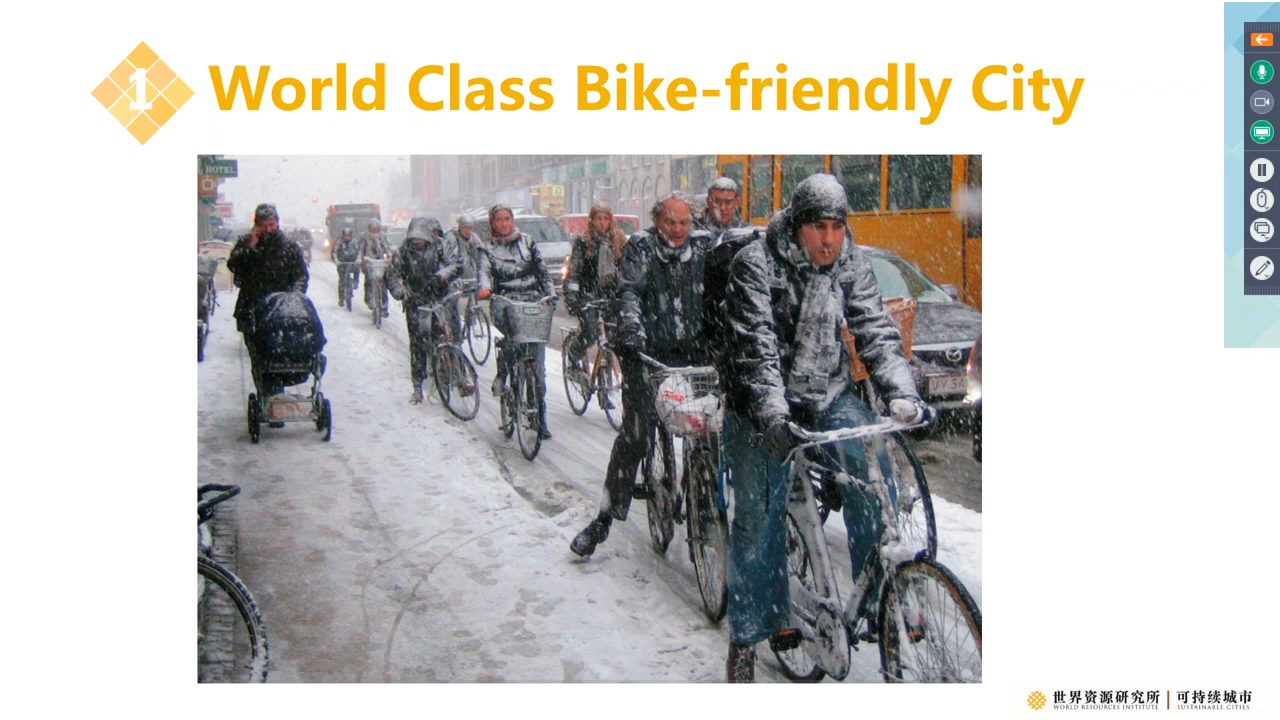 1
World Class Bike-friendly City
HOTEL
世界资源研究所 | 可持续城市
WORLD RESOURCES INSTITUTE | SUSTAINABLE CITIES